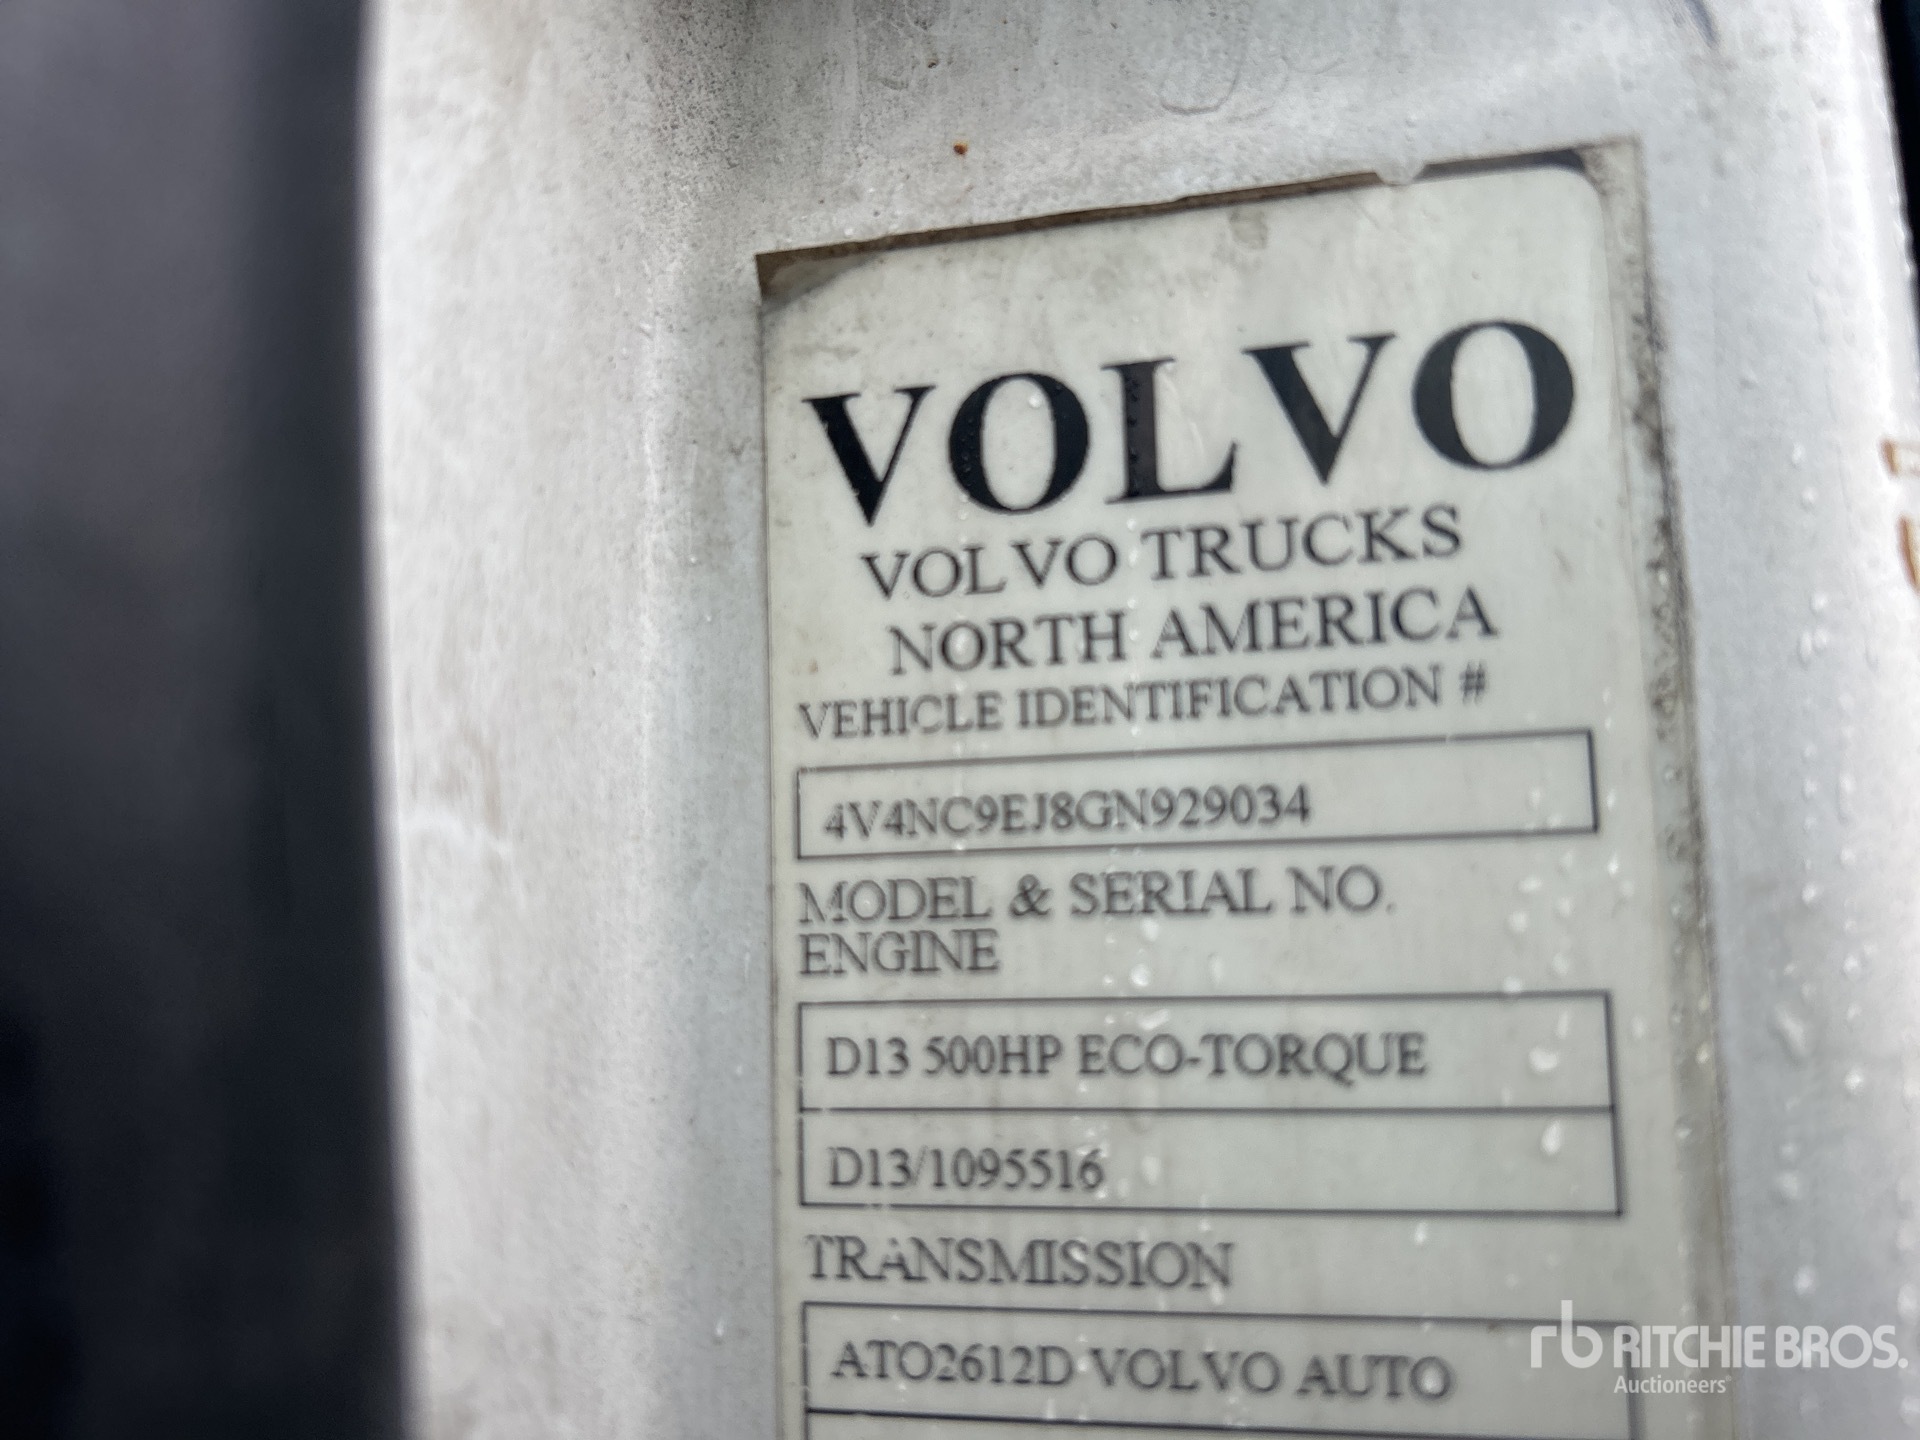 VOLVO
VOLVO TRUCKS
NORTH AMERICA
VEHICLE IDENTIFICATION #
4V4NC9EJ8GN929034
MODEL & SERIAL NO.
ENGINE
D13 500HP ECO-TORQUE
D13/1095516
TRANSMISSION
ATO2612D VOLVO AUTO
rb RITCHIE BROS.
Auctioneers